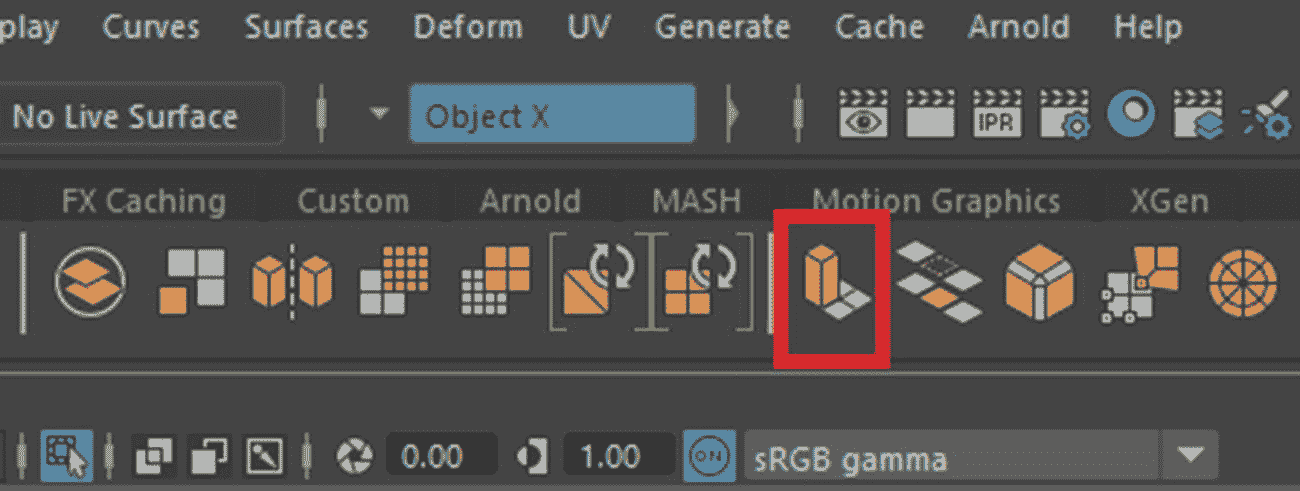 play Curves Surfaces Deform UV Generate Cache Arnold Help
No Live Surface Object X IPR
FX Caching Custom Arnold MASH Motion Graphics XGen
0.00 1.00 ON sRGB gamma